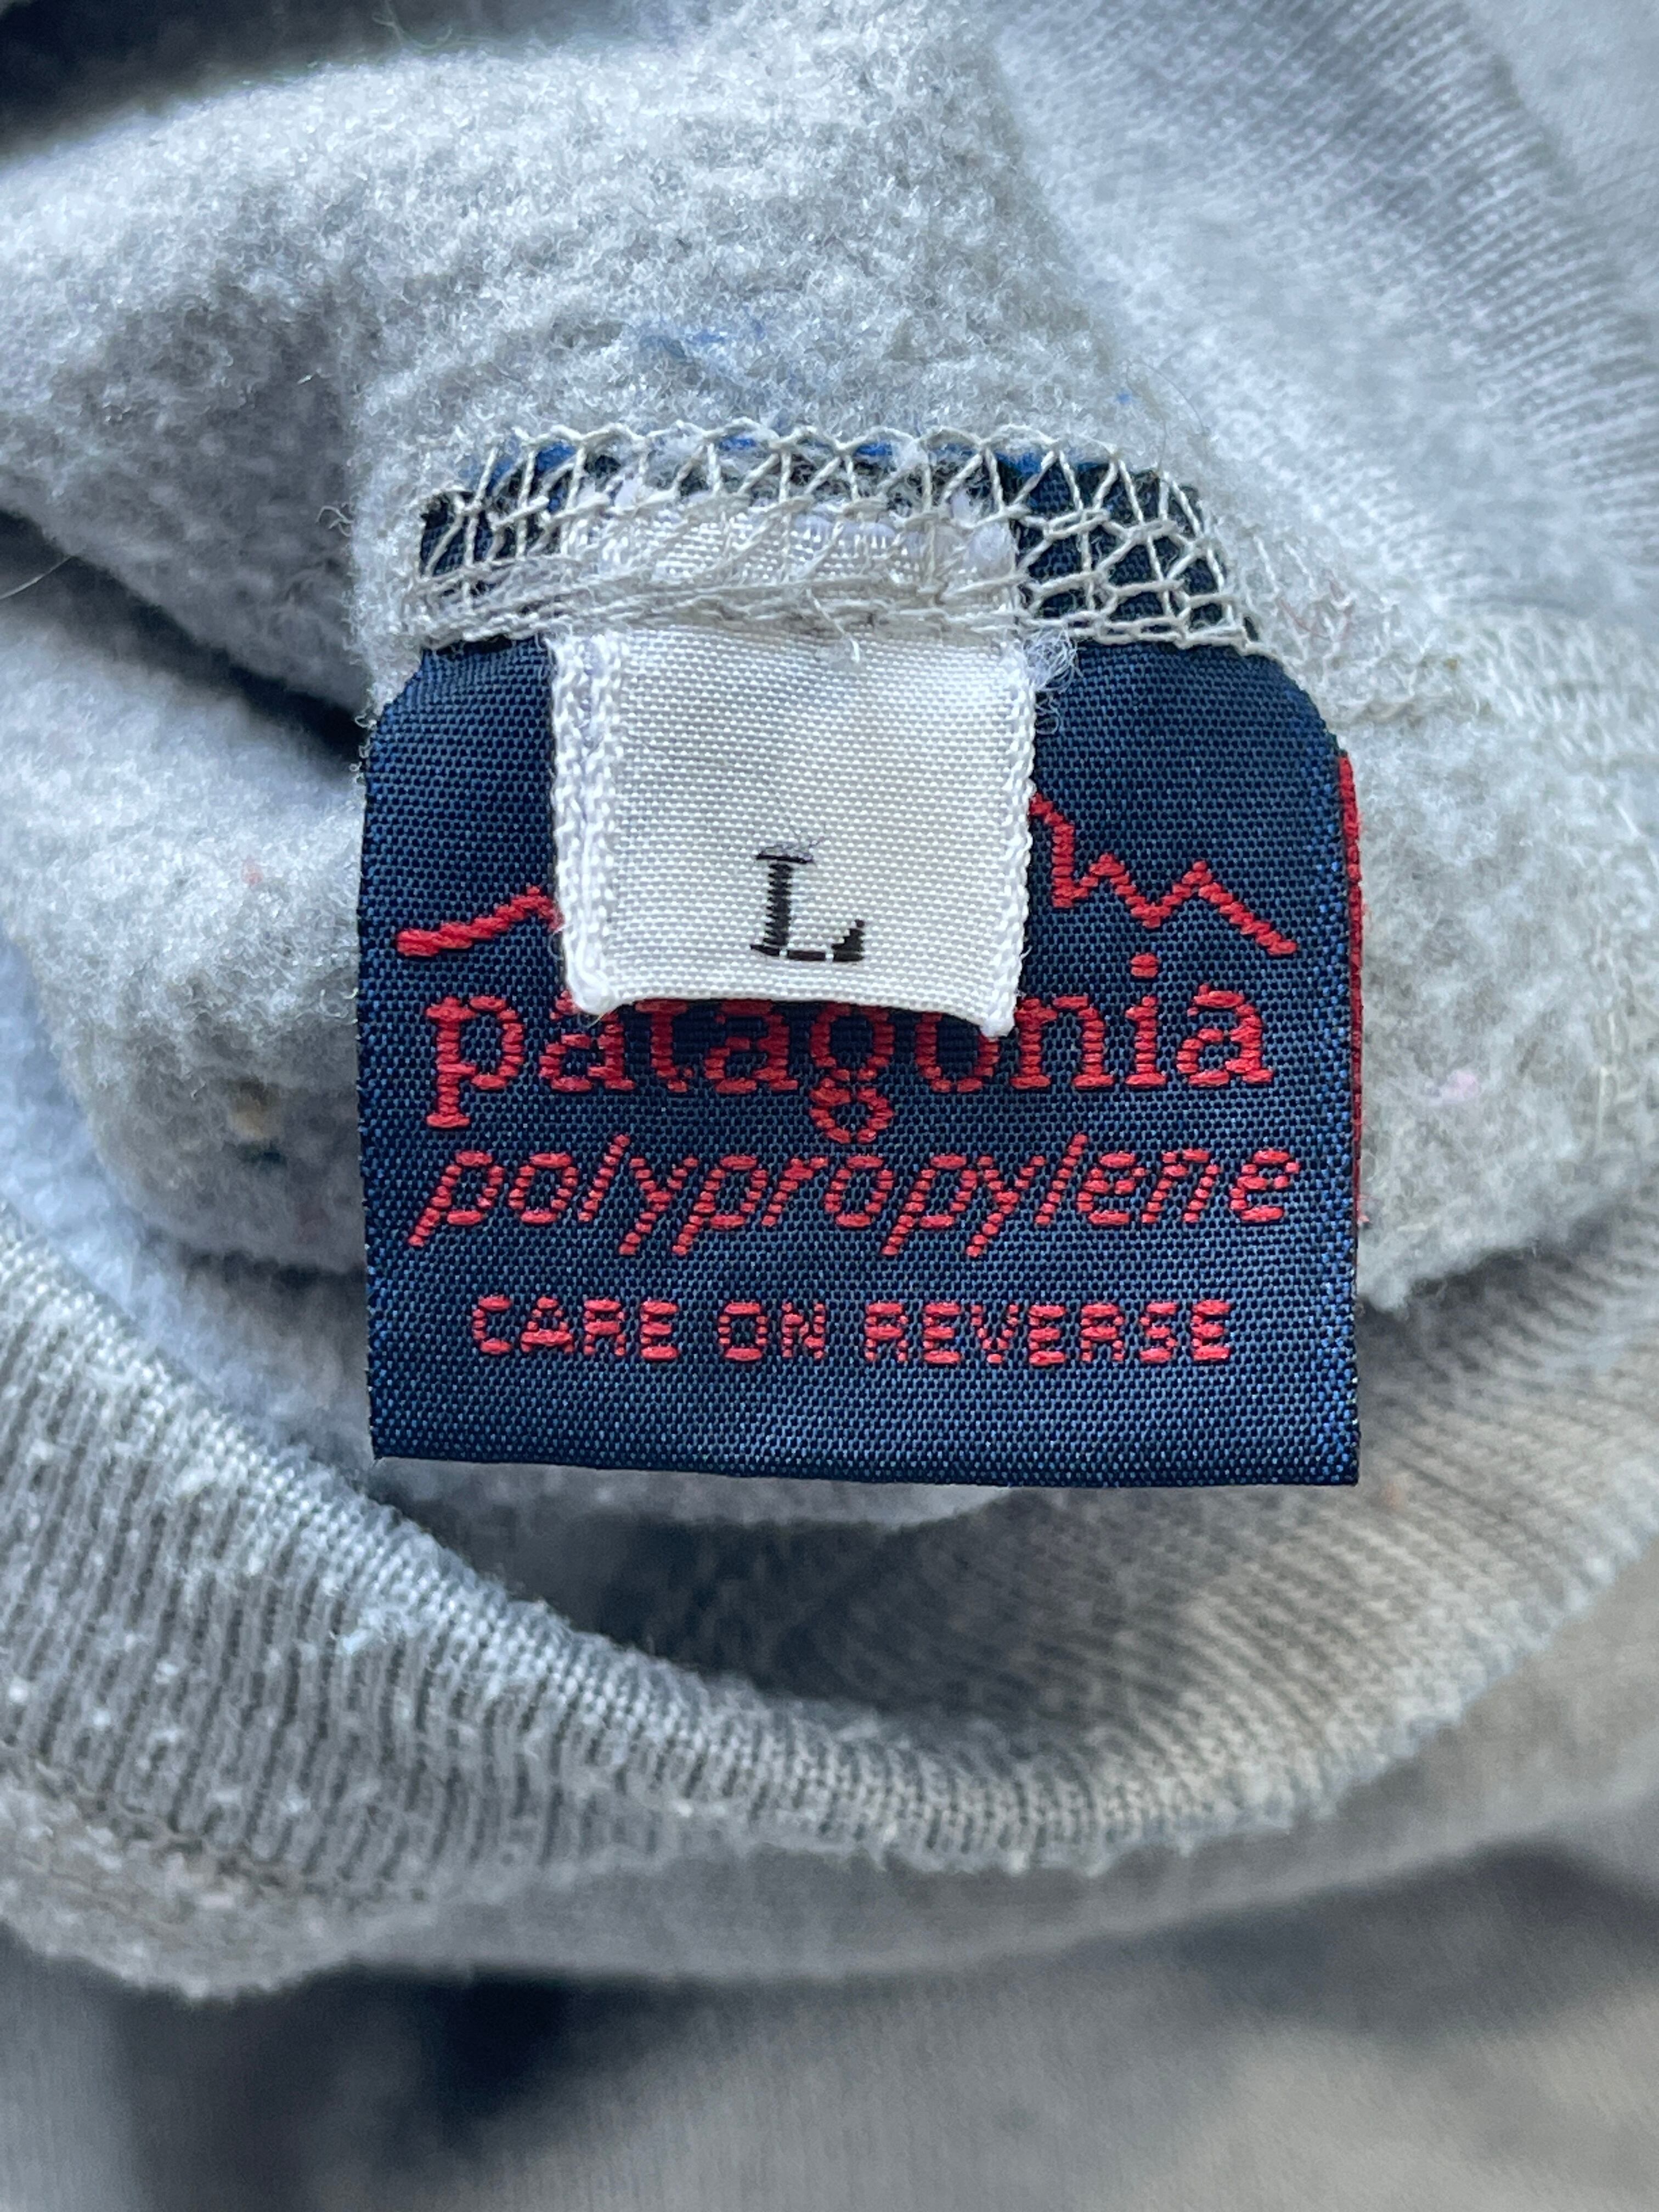 L
patagonia
polypropylene
CARE ON REVERSE